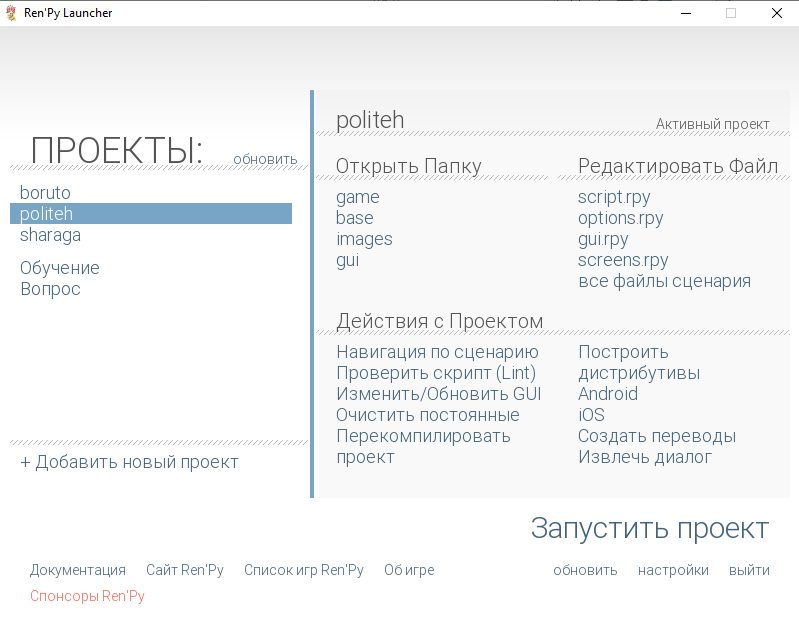 Ren'Py Launcher
ПРОЕКТЫ:
обновить
boruto
politeh
sharaga
Обучение
Вопрос
+ Добавить новый проект
politeh
Активный проект
Открыть Папку
game
base
images
gui
Редактировать Файл
script.rpy
options.rpy
gui.rpy
screens.rpy
все файлы сценария
Действия с Проектом
Навигация по сценарию
Проверить скрипт (Lint)
Изменить/Обновить GUI
Очистить постоянные
Перекомпилировать
проект
Построить
дистрибутивы
Android
iOS
Создать переводы
Извлечь диалог
Запустить проект
Документация
Сайт Ren'Py
Список игр Ren'Py
Об игре
обновить
настройки
выйти
Спонсоры Ren'Py